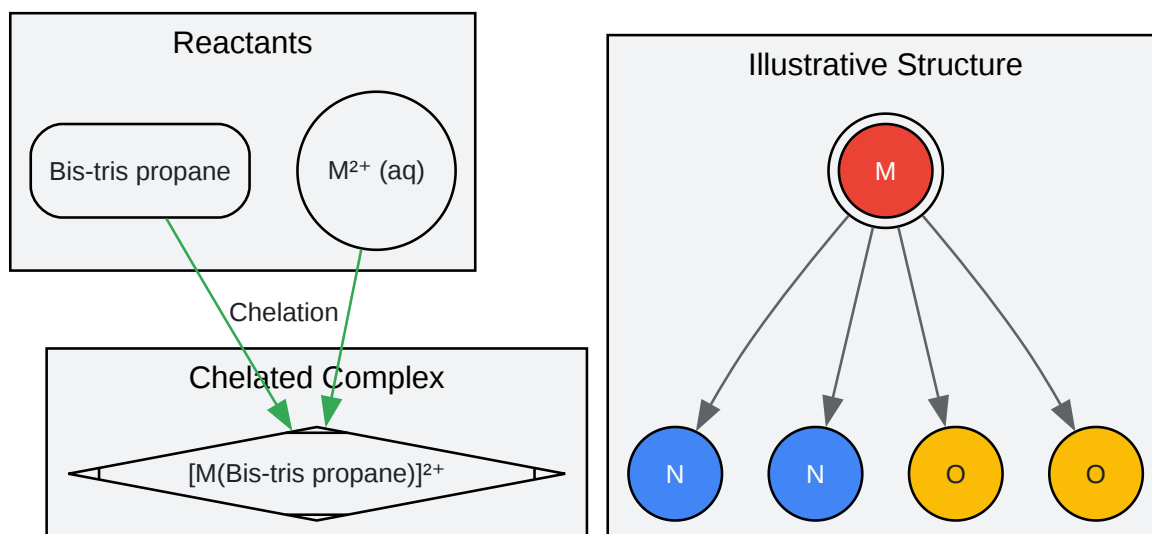 Reactants
Bis-tris propane
M²⁺ (aq)
Chelation
Chelated Complex
[M(Bis-tris propane)]²⁺
Illustrative Structure
M
N
N
O
O